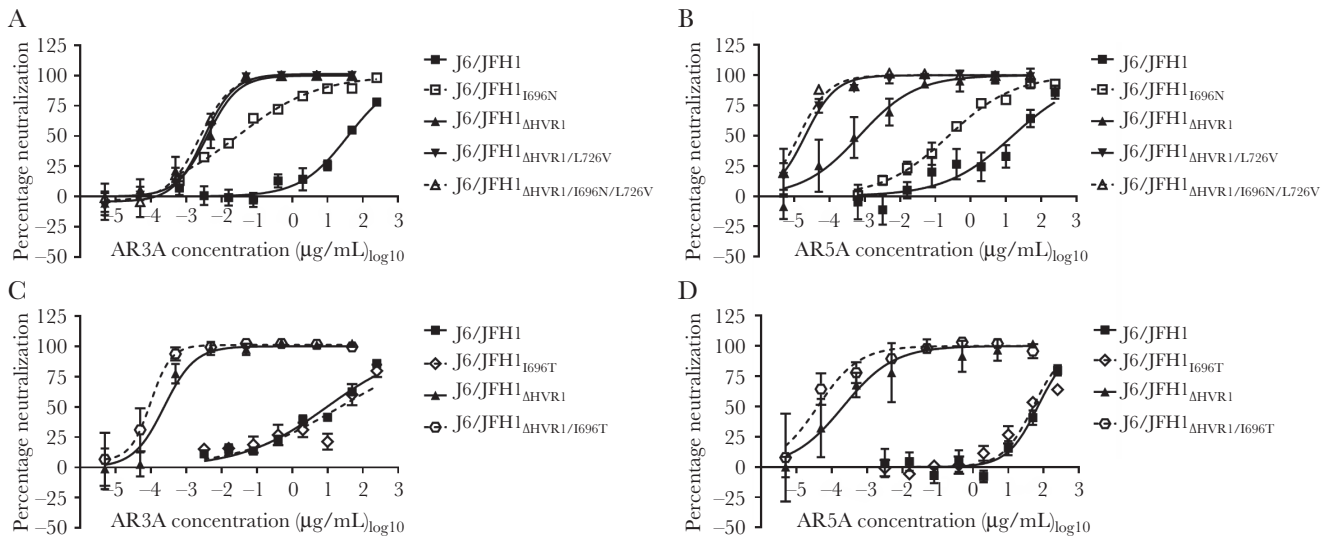 A
Percentage neutralization
125
100
75
50
25
0
−25
−50
−5 −4 −3 −2 −1 0 1 2 3
AR3A concentration (μg/mL)log10
J6/JFH1
J6/JFH1I696N
J6/JFH1ΔHVR1
J6/JFH1ΔHVR1/L726V
J6/JFH1ΔHVR1/I696N/L726V
B
Percentage neutralization
125
100
75
50
25
0
−25
−50
−5 −4 −3 −2 −1 0 1 2 3
AR5A concentration (μg/mL)log10
J6/JFH1
J6/JFH1I696N
J6/JFH1ΔHVR1
J6/JFH1ΔHVR1/L726V
J6/JFH1ΔHVR1/I696N/L726V
C
Percentage neutralization
125
100
75
50
25
0
−25
−50
−5 −4 −3 −2 −1 0 1 2 3
AR3A concentration (μg/mL)log10
J6/JFH1
J6/JFH1I696T
J6/JFH1ΔHVR1
J6/JFH1ΔHVR1/I696T
D
Percentage neutralization
125
100
75
50
25
0
−25
−50
−5 −4 −3 −2 −1 0 1 2 3
AR5A concentration (μg/mL)log10
J6/JFH1
J6/JFH1I696T
J6/JFH1ΔHVR1
J6/JFH1ΔHVR1/I696T